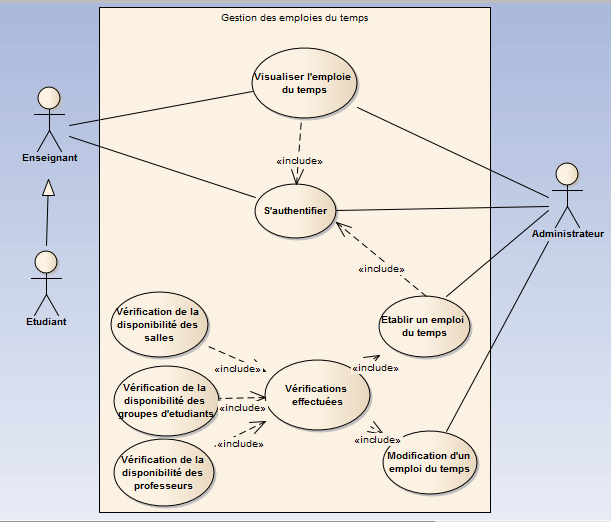 Gestion des emploies du temps
Visualiser l'emploie
du temps
Enseignant
«include»
S'authentifier
Administrateur
«include»
Etudiant
Vérification de la
disponibilité des
salles
Etablir un emploi
du temps
«include»
«include»
Vérification de la
disponibilité des
groupes d'etudiants
Vérifications
effectuées
«include»
«include»
«include»
Vérification de la
disponibilité des
professeurs
Modification d'un
emploi du temps